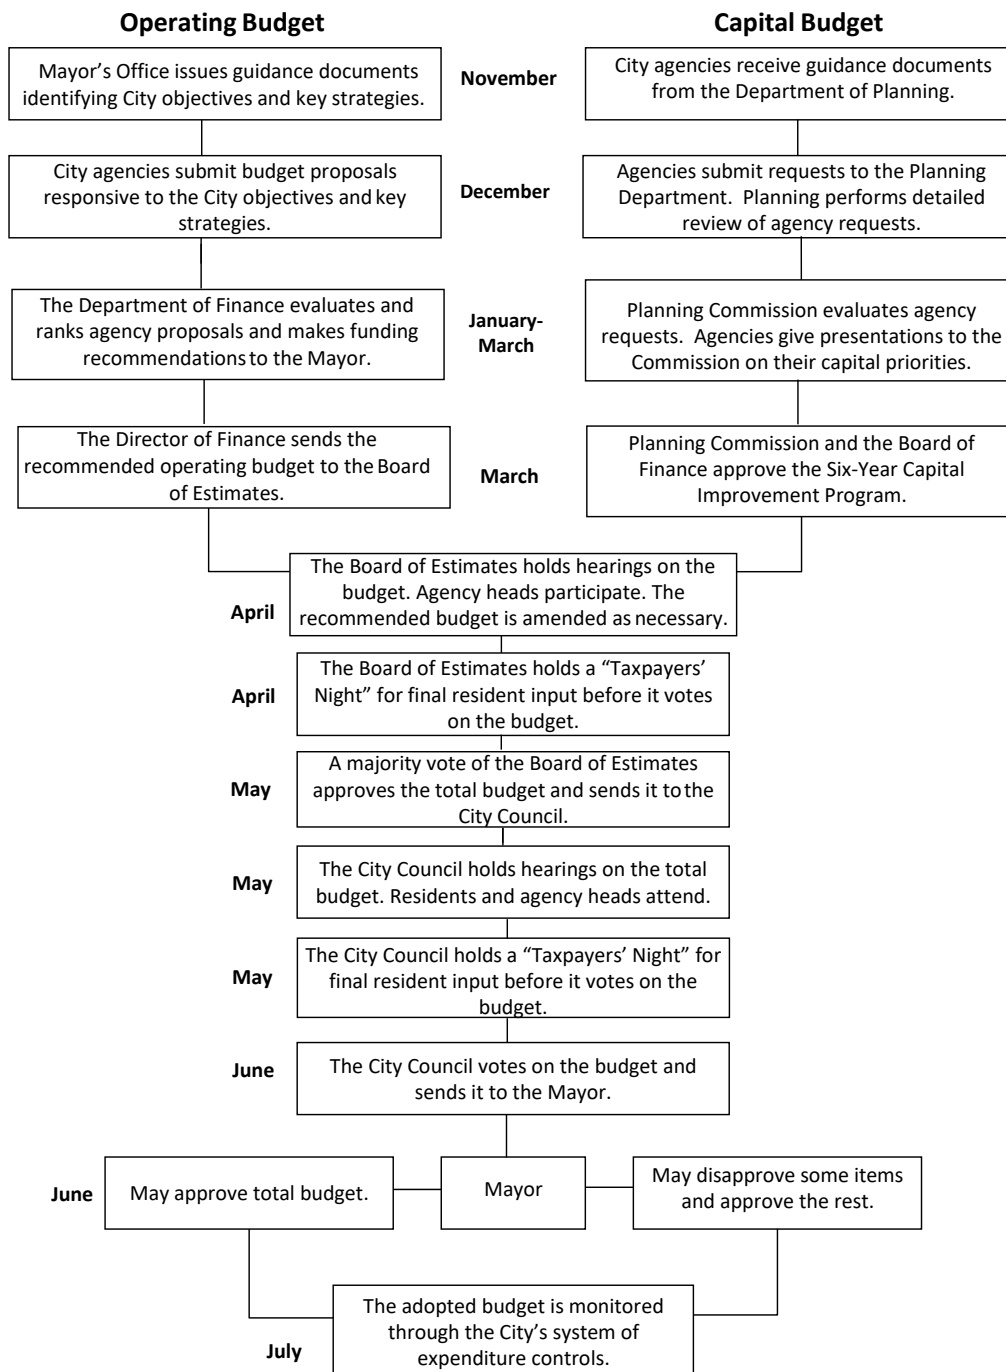 Operating Budget
Capital Budget
Mayor’s Office issues guidance documents
identifying City objectives and key strategies.
November
City agencies receive guidance documents
from the Department of Planning.
City agencies submit budget proposals
responsive to the City objectives and key
strategies.
December
Agencies submit requests to the Planning
Department. Planning performs detailed
review of agency requests.
The Department of Finance evaluates and
ranks agency proposals and makes funding
recommendations to the Mayor.
January-
March
Planning Commission evaluates agency
requests. Agencies give presentations to the
Commission on their capital priorities.
The Director of Finance sends the
recommended operating budget to the Board
of Estimates.
March
Planning Commission and the Board of
Finance approve the Six-Year Capital
Improvement Program.
April
The Board of Estimates holds hearings on the
budget. Agency heads participate. The
recommended budget is amended as necessary.
April
The Board of Estimates holds a “Taxpayers’
Night” for final resident input before it votes
on the budget.
May
A majority vote of the Board of Estimates
approves the total budget and sends it to the
City Council.
May
The City Council holds hearings on the total
budget. Residents and agency heads attend.
May
The City Council holds a “Taxpayers’ Night” for
final resident input before it votes on the
budget.
June
The City Council votes on the budget and
sends it to the Mayor.
June
May approve total budget.
Mayor
May disapprove some items
and approve the rest.
July
The adopted budget is monitored
through the City’s system of
expenditure controls.